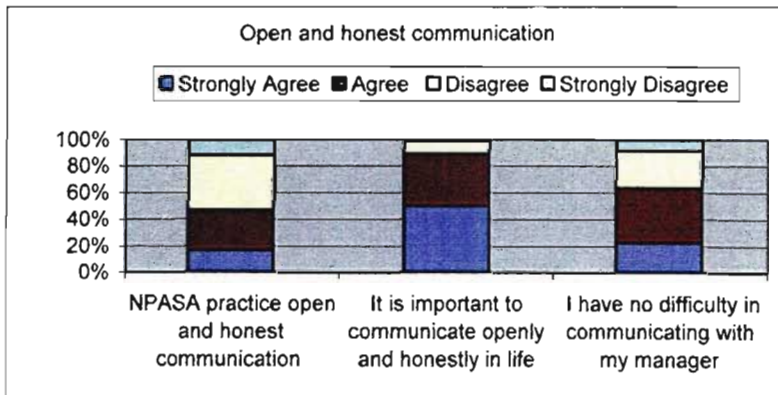 Open and honest communication
Strongly Agree Agree Disagree Strongly Disagree
100%
80%
60%
40%
20%
0%
NPASA practice open
and honest
communication
It is important to
communicate openly
and honestly in life
I have no difficulty in
communicating with
my manager